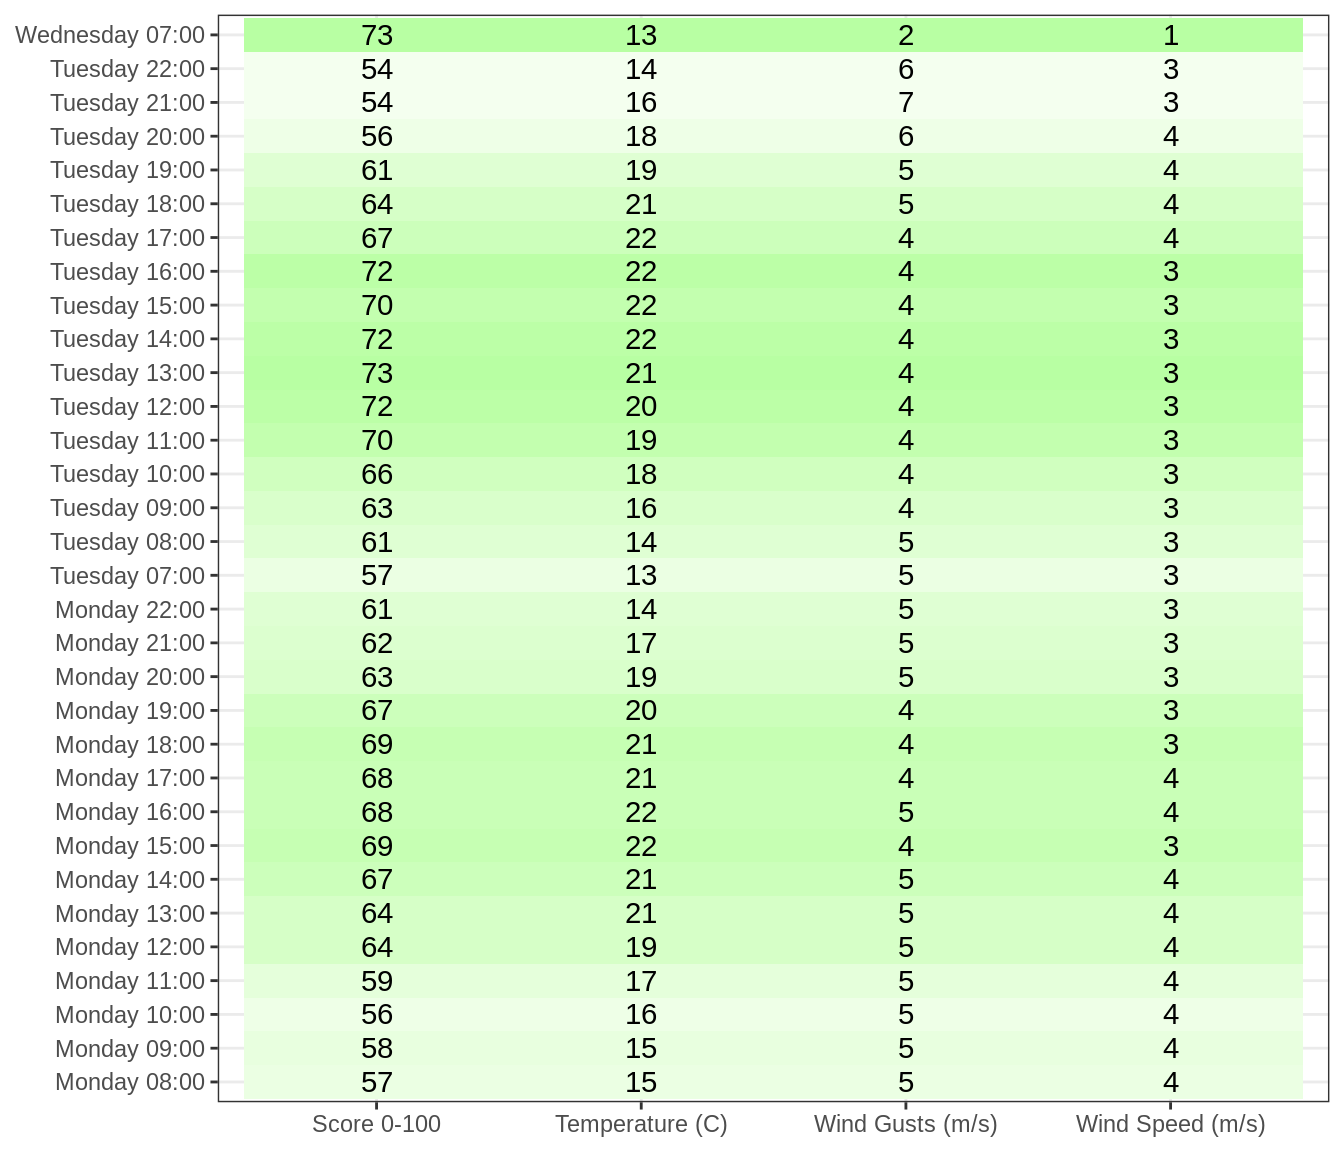 Wednesday 07:00 73 13 2 1
Tuesday 22:00 54 14 6 3
Tuesday 21:00 54 16 7 3
Tuesday 20:00 56 18 6 4
Tuesday 19:00 61 19 5 4
Tuesday 18:00 64 21 5 4
Tuesday 17:00 67 22 4 4
Tuesday 16:00 72 22 4 3
Tuesday 15:00 70 22 4 3
Tuesday 14:00 72 22 4 3
Tuesday 13:00 73 21 4 3
Tuesday 12:00 72 20 4 3
Tuesday 11:00 70 19 4 3
Tuesday 10:00 66 18 4 3
Tuesday 09:00 63 16 4 3
Tuesday 08:00 61 14 5 3
Tuesday 07:00 57 13 5 3
Monday 22:00 61 14 5 3
Monday 21:00 62 17 5 3
Monday 20:00 63 19 5 3
Monday 19:00 67 20 4 3
Monday 18:00 69 21 4 3
Monday 17:00 68 21 4 4
Monday 16:00 68 22 5 4
Monday 15:00 69 22 4 3
Monday 14:00 67 21 5 4
Monday 13:00 64 21 5 4
Monday 12:00 64 19 5 4
Monday 11:00 59 17 5 4
Monday 10:00 56 16 5 4
Monday 09:00 58 15 5 4
Monday 08:00 57 15 5 4
Score 0-100 Temperature (C) Wind Gusts (m/s) Wind Speed (m/s)